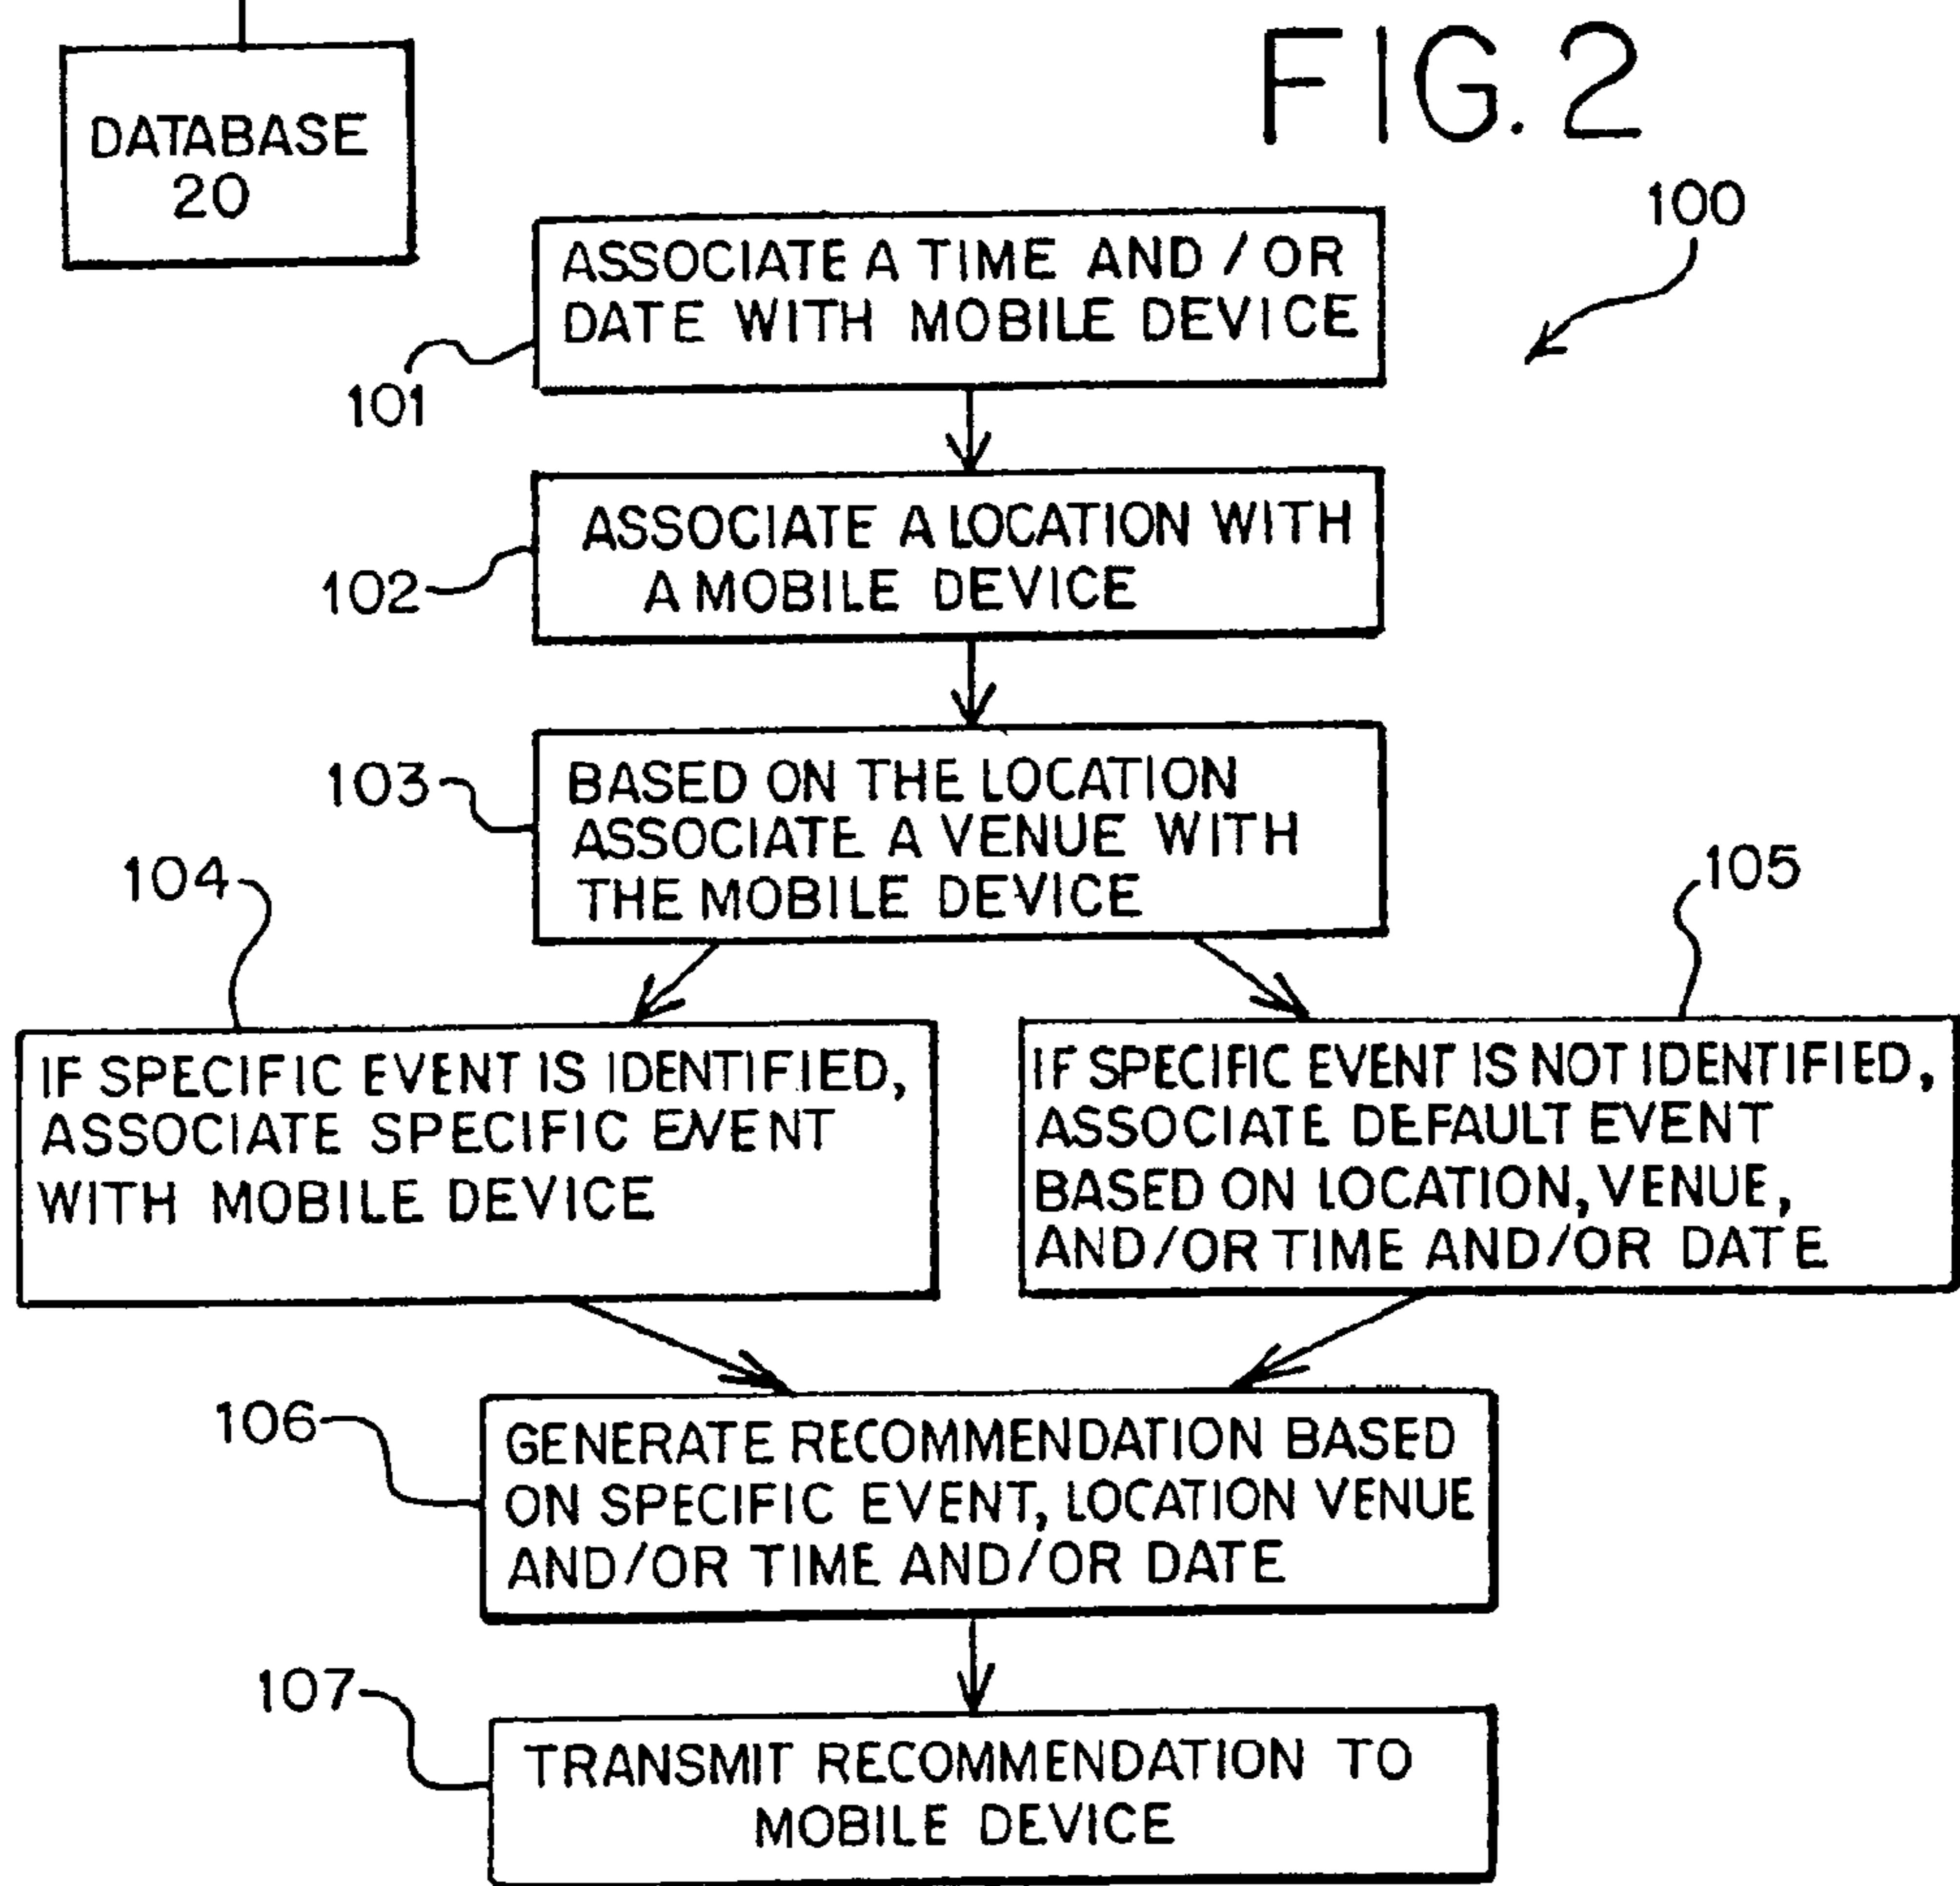 FIG. 2
DATABASE
20
100
ASSOCIATE A TIME AND / OR
DATE WITH MOBILE DEVICE
101
ASSOCIATE A LOCATION WITH
A MOBILE DEVICE
102
103
BASED ON THE LOCATION
ASSOCIATE A VENUE WITH
THE MOBILE DEVICE
104
105
IF SPECIFIC EVENT IS IDENTIFIED,
ASSOCIATE SPECIFIC EVENT
WITH MOBILE DEVICE
IF SPECIFIC EVENT IS NOT IDENTIFIED,
ASSOCIATE DEFAULT EVENT
BASED ON LOCATION, VENUE,
AND/OR TIME AND/OR DATE
106
GENERATE RECOMMENDATION BASED
ON SPECIFIC EVENT, LOCATION VENUE
AND/OR TIME AND/OR DATE
107
TRANSMIT RECOMMENDATION TO
MOBILE DEVICE